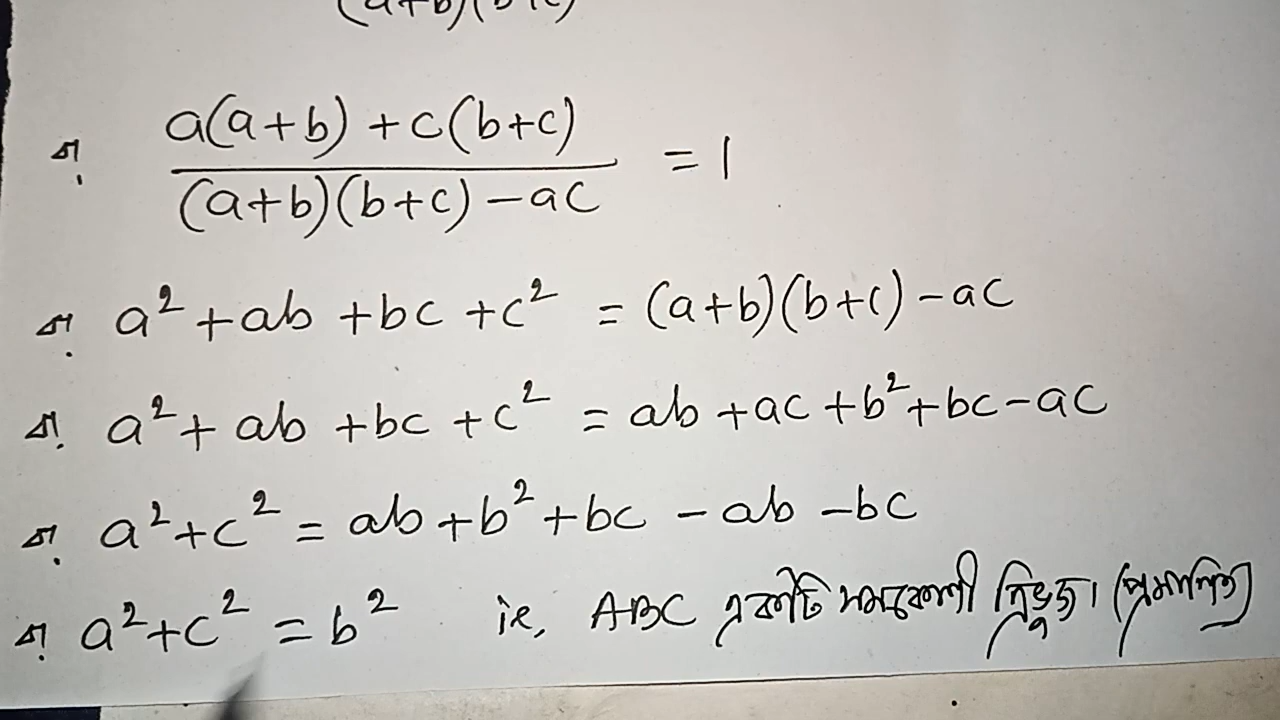 (a+b)(b+c)
বা, a(a+b) + c(b+c) / (a+b)(b+c) - ac = 1
বা, a² + ab + bc + c² = (a+b)(b+c) - ac
বা, a² + ab + bc + c² = ab + ac + b² + bc - ac
বা, a² + c² = ab + b² + bc - ab - bc
বা, a² + c² = b² ie, ABC একটি সমকোণী ত্রিভুজ। (প্রমাণিত)